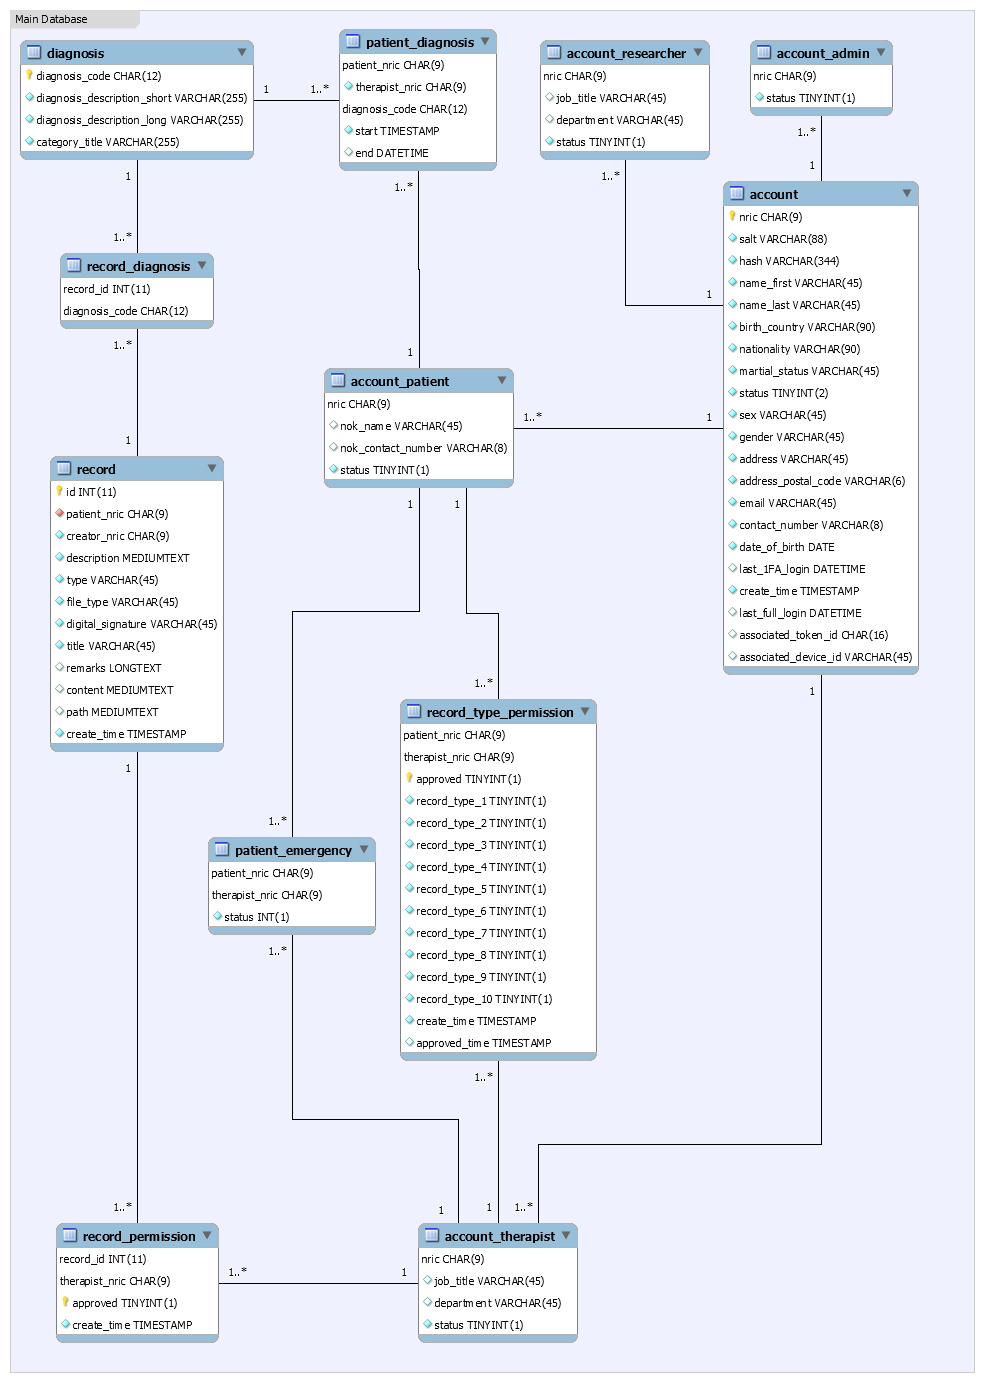 Main Database
diagnosis
diagnosis_code CHAR(12)
diagnosis_description_short VARCHAR(255)
diagnosis_description_long VARCHAR(255)
category_title VARCHAR(255)
1
1..*
patient_diagnosis
patient_nric CHAR(9)
therapist_nric CHAR(9)
diagnosis_code CHAR(12)
start TIMESTAMP
end DATETIME
1..*
1
account_researcher
nric CHAR(9)
job_title VARCHAR(45)
department VARCHAR(45)
status TINYINT(1)
1..*
1
account_admin
nric CHAR(9)
status TINYINT(1)
1..*
1
account
nric CHAR(9)
salt VARCHAR(88)
hash VARCHAR(344)
name_first VARCHAR(45)
name_last VARCHAR(45)
birth_country VARCHAR(90)
nationality VARCHAR(90)
martial_status VARCHAR(45)
status TINYINT(2)
sex VARCHAR(45)
gender VARCHAR(45)
address VARCHAR(45)
address_postal_code VARCHAR(6)
email VARCHAR(45)
contact_number VARCHAR(8)
date_of_birth DATE
last_1FA_login DATETIME
create_time TIMESTAMP
last_full_login DATETIME
associated_token_id CHAR(16)
associated_device_id VARCHAR(45)
1
1
1..*
record_diagnosis
record_id INT(11)
diagnosis_code CHAR(12)
1..*
1
account_patient
nric CHAR(9)
nok_name VARCHAR(45)
nok_contact_number VARCHAR(8)
status TINYINT(1)
1..*
1
1
1
record
id INT(11)
patient_nric CHAR(9)
creator_nric CHAR(9)
description MEDIUMTEXT
type VARCHAR(45)
file_type VARCHAR(45)
digital_signature VARCHAR(45)
title VARCHAR(45)
remarks LONGTEXT
content MEDIUMTEXT
path MEDIUMTEXT
create_time TIMESTAMP
1
1..*
record_type_permission
patient_nric CHAR(9)
therapist_nric CHAR(9)
approved TINYINT(1)
record_type_1 TINYINT(1)
record_type_2 TINYINT(1)
record_type_3 TINYINT(1)
record_type_4 TINYINT(1)
record_type_5 TINYINT(1)
record_type_6 TINYINT(1)
record_type_7 TINYINT(1)
record_type_8 TINYINT(1)
record_type_9 TINYINT(1)
record_type_10 TINYINT(1)
create_time TIMESTAMP
approved_time TIMESTAMP
1..*
1..*
patient_emergency
patient_nric CHAR(9)
therapist_nric CHAR(9)
status INT(1)
1..*
1..*
record_permission
record_id INT(11)
therapist_nric CHAR(9)
approved TINYINT(1)
create_time TIMESTAMP
1..*
1
1
1
1..*
account_therapist
nric CHAR(9)
job_title VARCHAR(45)
department VARCHAR(45)
status TINYINT(1)